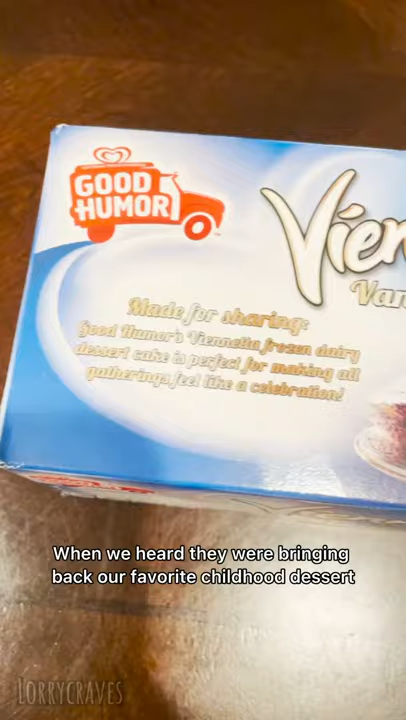 GOOD
HUMOR
Vien
Van
Made for sharing:
Good Humor's Viennetta frozen dairy
dessert cake is perfect for making all
gatherings feel like a celebration!
When we heard they were bringing
back our favorite childhood dessert
LORRYCRAVES